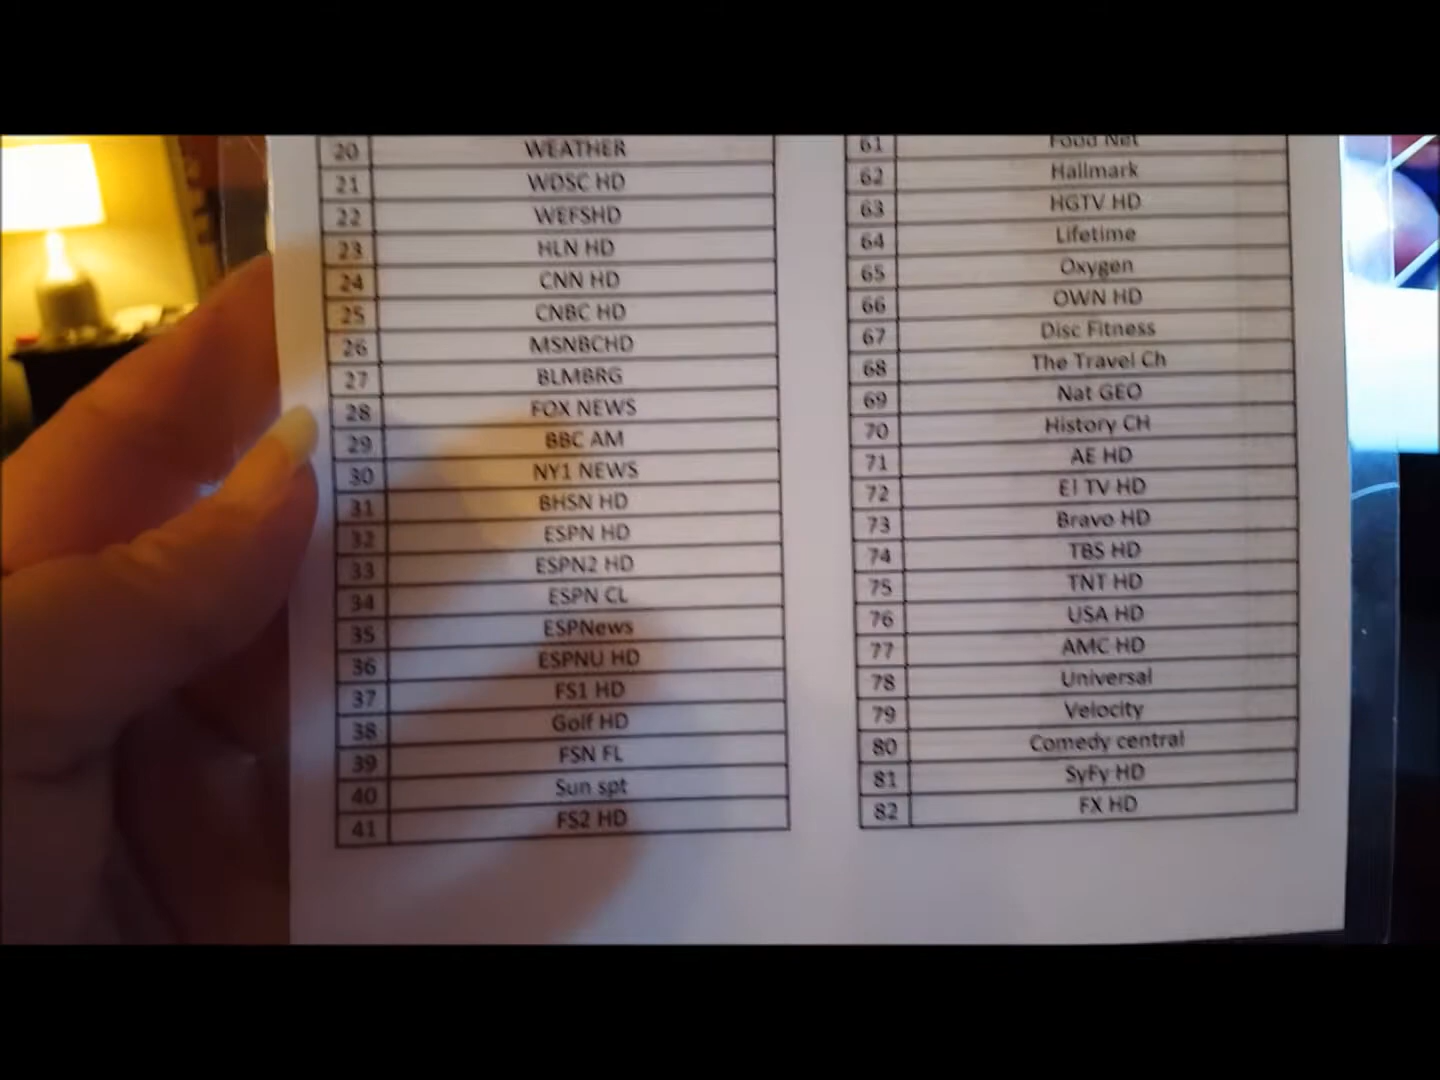 20 WEATHER
21 WDSC HD
22 WEFSHD
23 HLN HD
24 CNN HD
25 CNBC HD
26 MSNBCHD
27 BLMBRG
28 FOX NEWS
29 BBC AM
30 NY1 NEWS
31 BHSN HD
32 ESPN HD
33 ESPN2 HD
34 ESPN CL
35 ESPNews
36 ESPNU HD
37 FS1 HD
38 Golf HD
39 FSN FL
40 Sun spt
41 FS2 HD
61 Food Net
62 Hallmark
63 HGTV HD
64 Lifetime
65 Oxygen
66 OWN HD
67 Disc Fitness
68 The Travel Ch
69 Nat GEO
70 History CH
71 AE HD
72 E! TV HD
73 Bravo HD
74 TBS HD
75 TNT HD
76 USA HD
77 AMC HD
78 Universal
79 Velocity
80 Comedy central
81 SyFy HD
82 FX HD